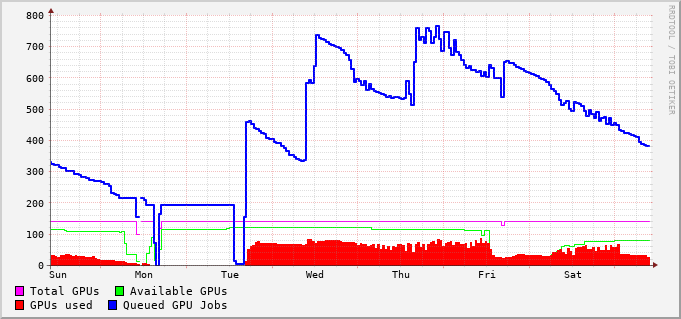 800
700
600
500
400
300
200
100
0
Sun Mon Tue Wed Thu Fri Sat
Total GPUs Available GPUs
GPUs used Queued GPU Jobs
RRDTOOL / TOBI OETIKER